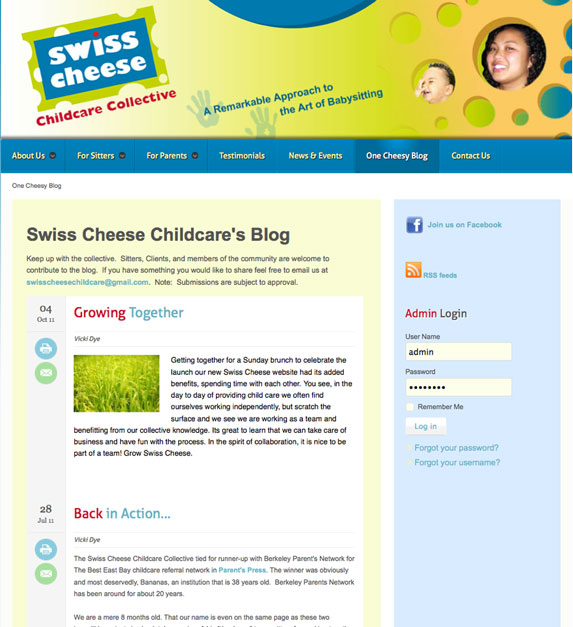 swiss
cheese
Childcare Collective
A Remarkable Approach to
the Art of Babysitting
About Us
For Sitters
For Parents
Testimonials
News & Events
One Cheesy Blog
Contact Us
One Cheesy Blog
Swiss Cheese Childcare's Blog
Keep up with the collective. Sitters, Clients, and members of the community are welcome to
contribute to the blog. If you have something you would like to share feel free to email us at
swisscheesechildcare@gmail.com. Note: Submissions are subject to approval.
04
Oct 11
Growing Together
Vicki Dye
Getting together for a Sunday brunch to celebrate the
launch our new Swiss Cheese website had its added
benefits, spending time with each other. You see, in the
day to day of providing child care we often find
ourselves working independently, but scratch the
surface and we see we are working as a team and
benefitting from our collective knowledge. Its great to learn that we can take care of
business and have fun with the process. In the spirit of collaboration, it is nice to be
part of a team! Grow Swiss Cheese.
28
Jul 11
Back in Action...
Vicki Dye
The Swiss Cheese Childcare Collective tied for runner-up with Berkeley Parent's Network for
The Best East Bay childcare referral network in Parent's Press. The winner was obviously
and most deservedly, Bananas, an institution that is 38 years old. Berkeley Parents Network
has been around for about 20 years.
We are a mere 8 months old. That our name is even on the same page as these two
Join us on Facebook
RSS feeds
Admin Login
User Name
admin
Password
••••••••
Remember Me
Log in
Forgot your password?
Forgot your username?